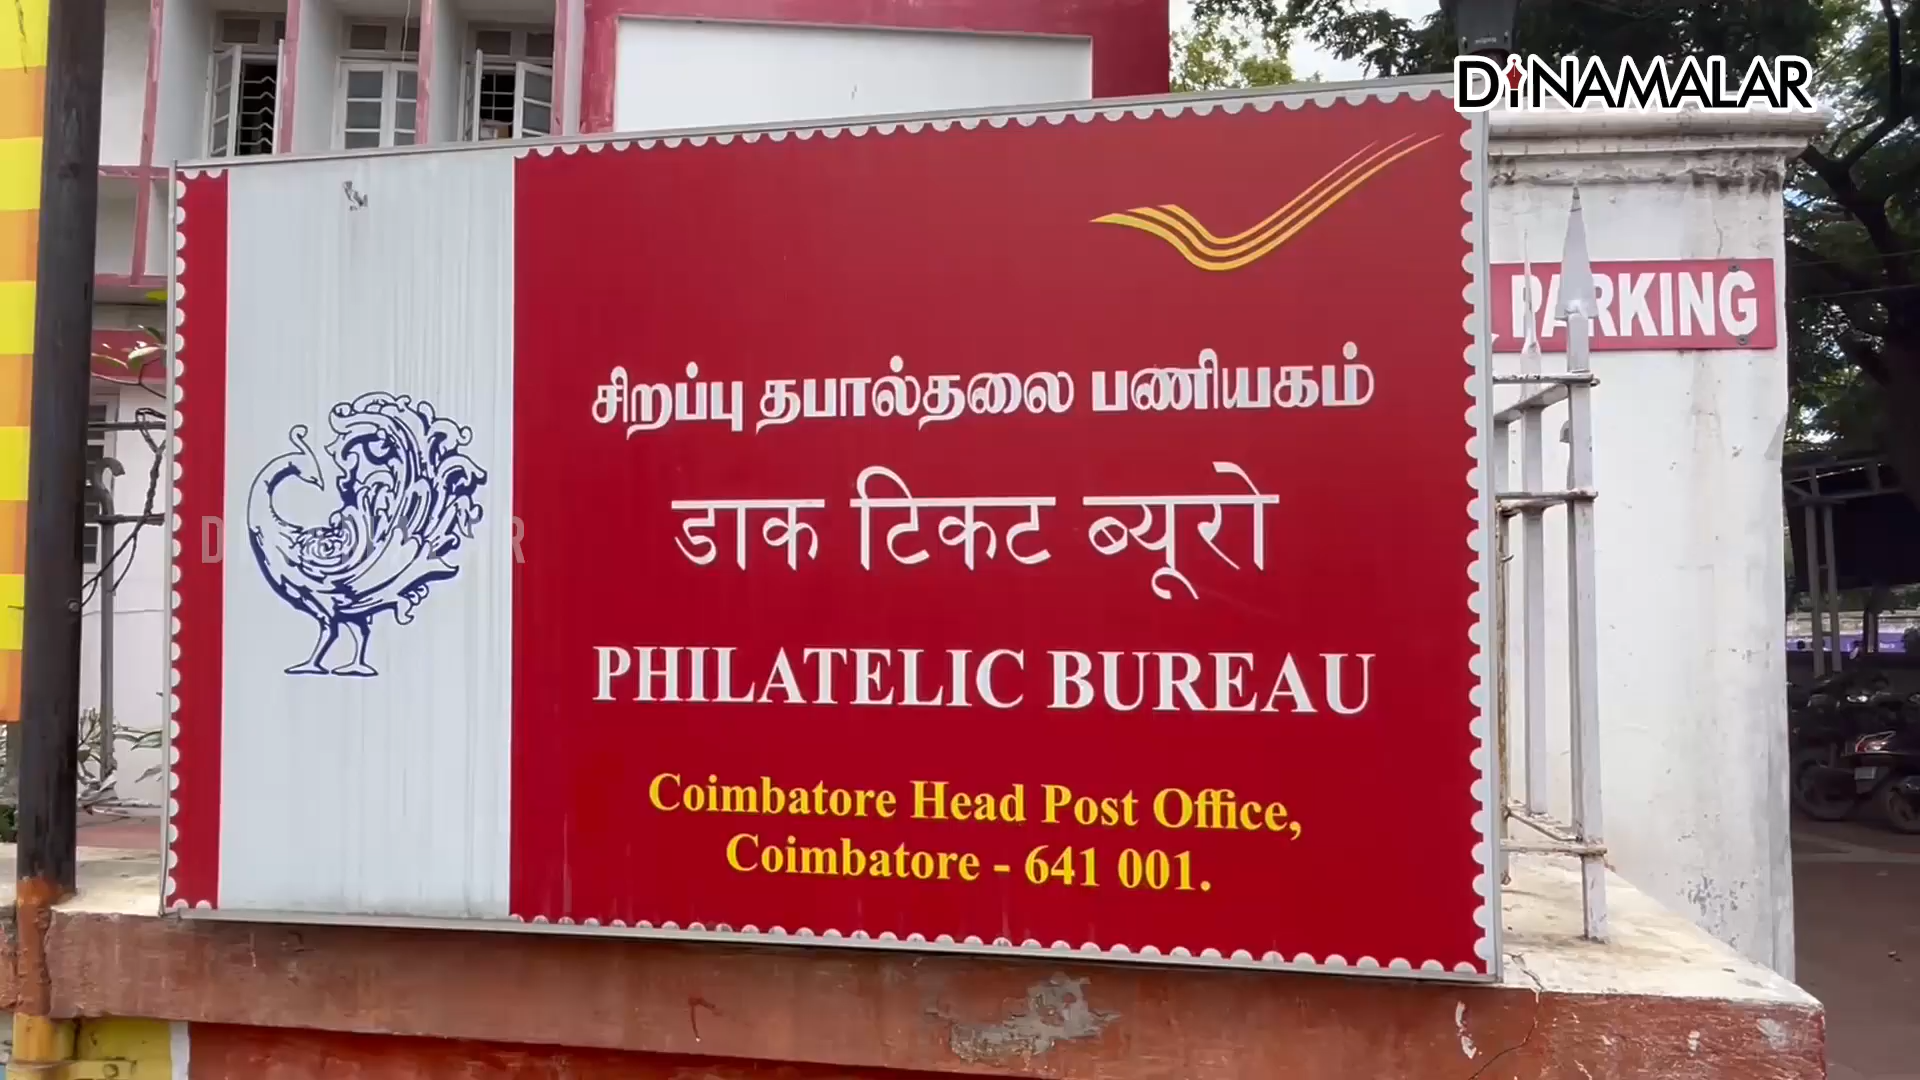 DINAMALAR
PARKING
சிறப்பு தபால்தலை பணியகம்
डाक टिकट ब्यूरो
PHILATELIC BUREAU
Coimbatore Head Post Office,
Coimbatore - 641 001.